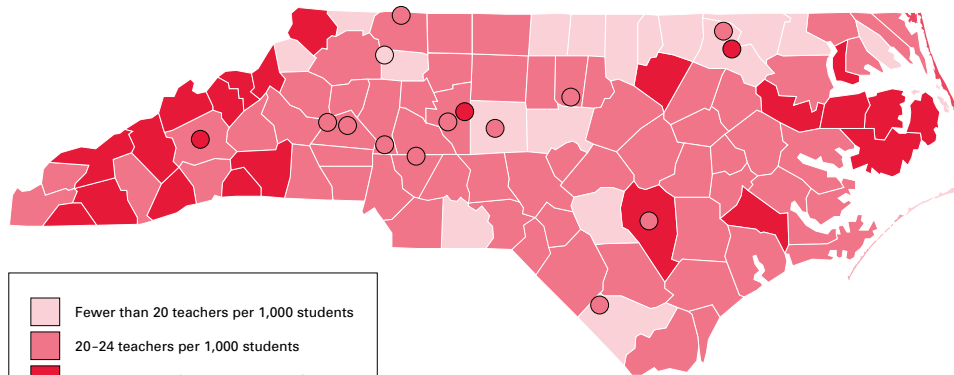 Fewer than 20 teachers per 1,000 students
20–24 teachers per 1,000 students